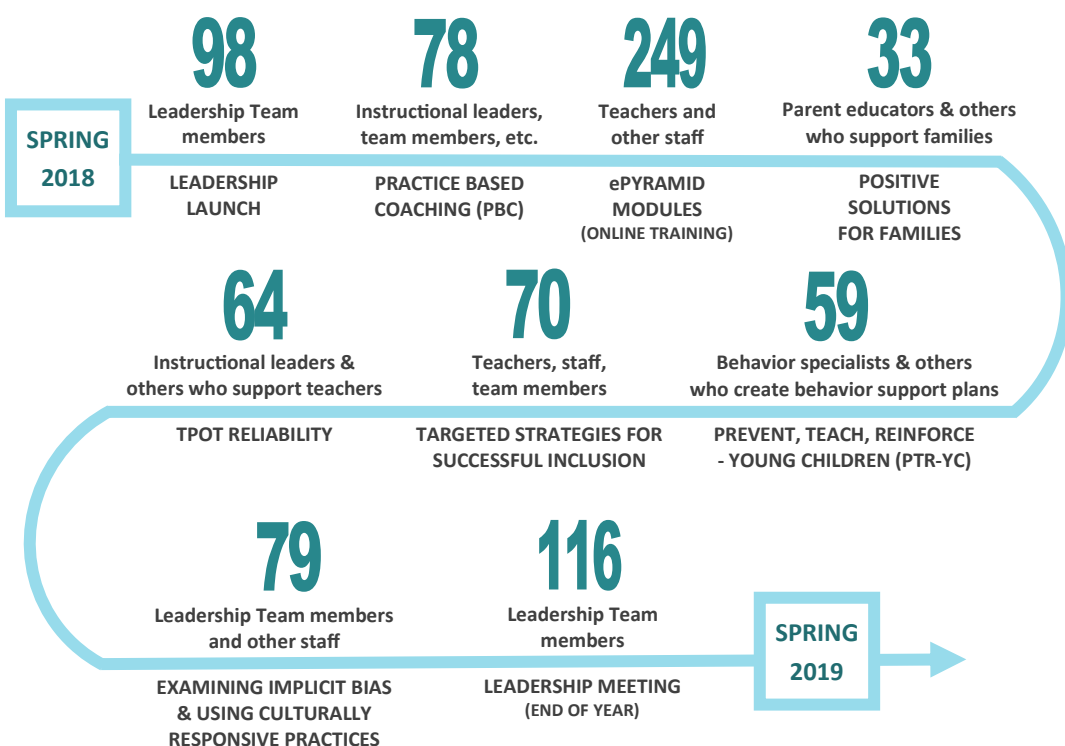 SPRING
2018
98
Leadership Team
members
LEADERSHIP
LAUNCH
78
Instructional leaders,
team members, etc.
PRACTICE BASED
COACHING (PBC)
249
Teachers and
other staff
ePYRAMID
MODULES
(ONLINE TRAINING)
33
Parent educators & others
who support families
POSITIVE
SOLUTIONS
FOR FAMILIES
64
Instructional leaders &
others who support teachers
TPOT RELIABILITY
70
Teachers, staff,
team members
TARGETED STRATEGIES FOR
SUCCESSFUL INCLUSION
59
Behavior specialists & others
who create behavior support plans
PREVENT, TEACH, REINFORCE
- YOUNG CHILDREN (PTR-YC)
79
Leadership Team members
and other staff
EXAMINING IMPLICIT BIAS
& USING CULTURALLY
RESPONSIVE PRACTICES
116
Leadership Team
members
LEADERSHIP MEETING
(END OF YEAR)
SPRING
2019